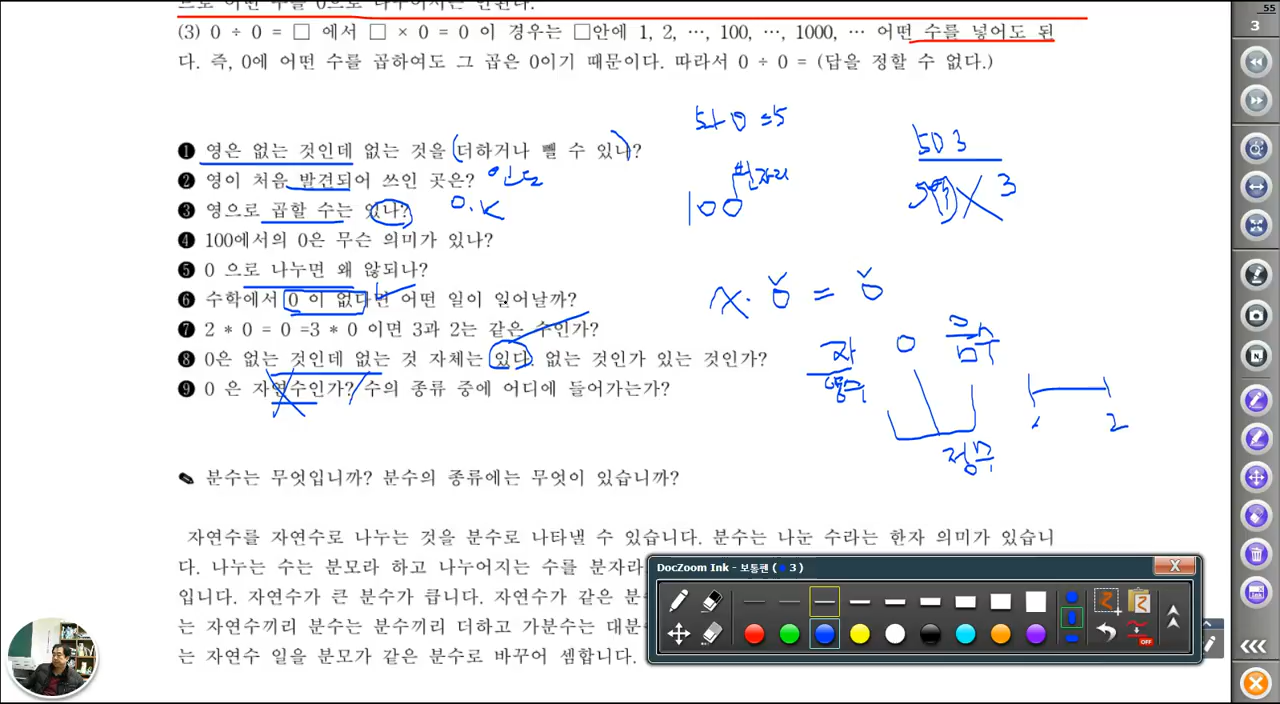 (3) 0 ÷ 0 = □ 에서 □ × 0 = 0 이 경우는 □안에 1, 2, …, 100, …, 1000, … 어떤 수를 넣어도 된
다. 즉, 0에 어떤 수를 곱하여도 그 곱은 0이기 때문이다. 따라서 0 ÷ 0 = (답을 정할 수 없다.)
5+0=5
503
❶ 영은 없는 것인데 없는 것을 (더하거나 뺄 수 있나)?
❷ 영이 처음 발견되어 쓰인 곳은? 인도
빈자리
100
3
❸ 영으로 곱할 수는 있나? O.K
❹ 100에서의 0은 무슨 의미가 있나?
❺ 0 으로 나누면 왜 않되나?
❻ 수학에서 0 이 없다면 어떤 일이 일어날까?
x · 0 = 0
❼ 2 * 0 = 0 =3 * 0 이면 3과 2는 같은 수인가?
❽ 0은 없는 것인데 없는 것 자체는 있다. 없는 것인가 있는 것인가?
0
❾ 0 은 자연수인가? 수의 종류 중에 어디에 들어가는가?
2
정수
✎ 분수는 무엇입니까? 분수의 종류에는 무엇이 있습니까?
자연수를 자연수로 나누는 것을 분수로 나타낼 수 있습니다. 분수는 나눈 수라는 한자 의미가 있습니
다. 나누는 수는 분모라 하고 나누어지는 수를 분자라
입니다. 자연수가 큰 분수가 큽니다. 자연수가 같은 분
는 자연수끼리 분수는 분수끼리 더하고 가분수는 대분
는 자연수 일을 분모가 같은 분수로 바꾸어 셈합니다.
DocZoom Ink - 보통펜 ( 3 )
X
OFF
55
3